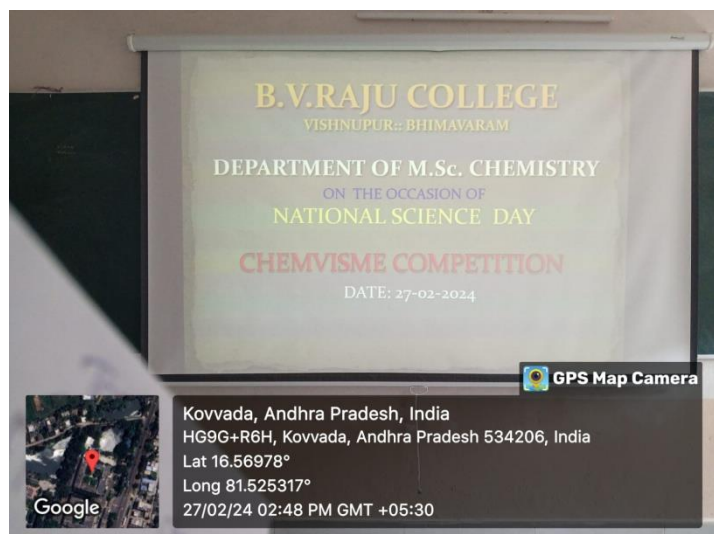 B.V.RAJU COLLEGE
VISHNUPUR:: BHIMAVARAM
DEPARTMENT OF M.Sc. CHEMISTRY
ON THE OCCASION OF
NATIONAL SCIENCE DAY
CHEMVISME COMPETITION
DATE: 27-02-2024
GPS Map Camera
Kovvada, Andhra Pradesh, India
HG9G+R6H, Kovvada, Andhra Pradesh 534206, India
Lat 16.56978°
Long 81.525317°
27/02/24 02:48 PM GMT +05:30
Google